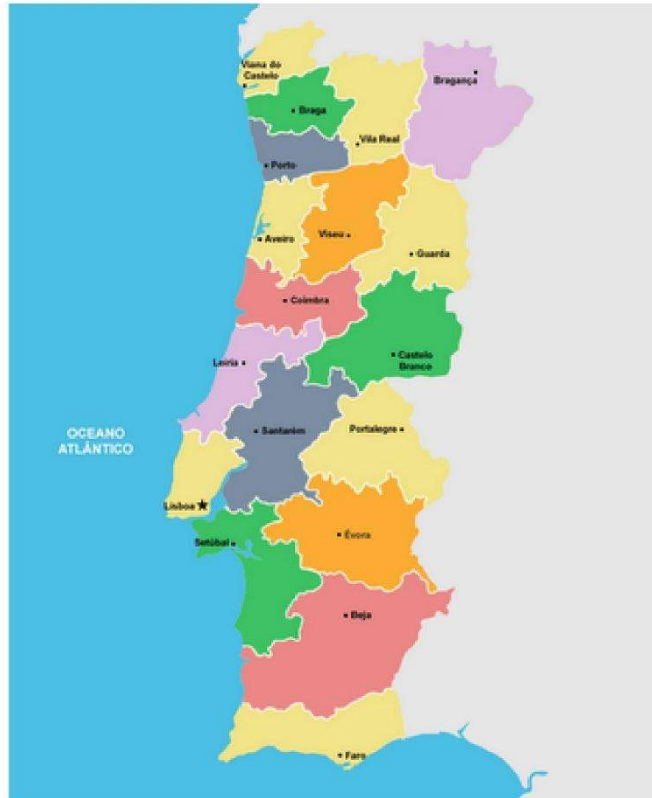 Viana do
Castelo
Bragança
Braga
Vila Real
Porto
Aveiro
Viseu
Guarda
Coimbra
Castelo
Branco
Leiria
OCEANO
ATLÂNTICO
Santarém
Portalegre
Lisboa
Setúbal
Évora
Beja
Faro